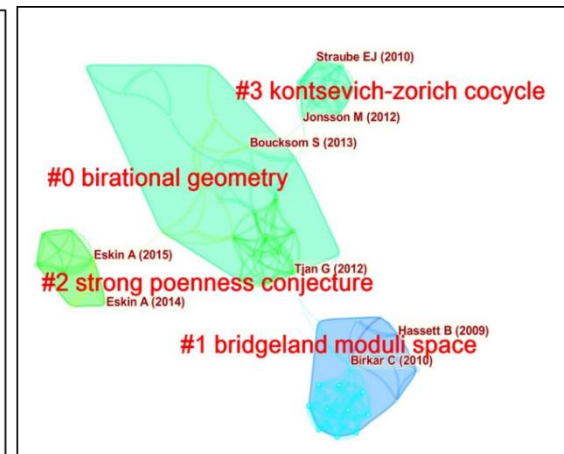 Straube EJ (2010)
#3 kontsevich-zorich cocycle
Jonsson M (2012)
Boucksom S (2013)
#0 birational geometry
Eskin A (2015)
Tian G (2012)
#2 strong poenness conjecture
Eskin A (2014)
Hassett B (2009)
#1 bridgeland moduli space
Birkar C (2010)